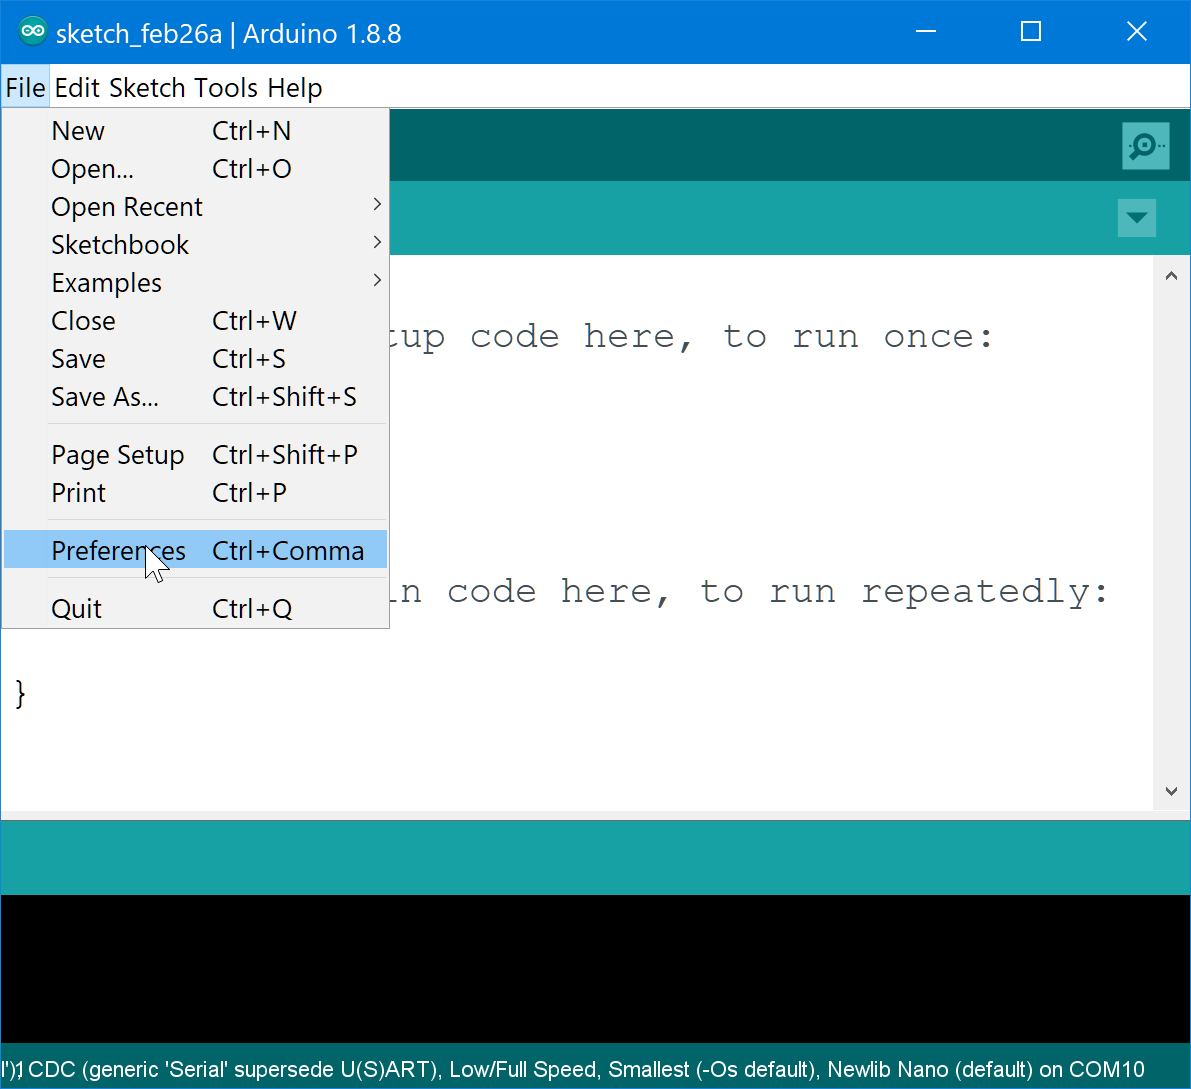 sketch_feb26a | Arduino 1.8.8
File Edit Sketch Tools Help
New Ctrl+N
Open... Ctrl+O
Open Recent
Sketchbook
Examples
Close Ctrl+W
tup code here, to run once:
Save Ctrl+S
Save As... Ctrl+Shift+S
Page Setup Ctrl+Shift+P
Print Ctrl+P
Preferences Ctrl+Comma
in code here, to run repeatedly:
Quit Ctrl+Q
}
CDC (generic 'Serial' supersede U(S)ART), Low/Full Speed, Smallest (-Os default), Newlib Nano (default) on COM10